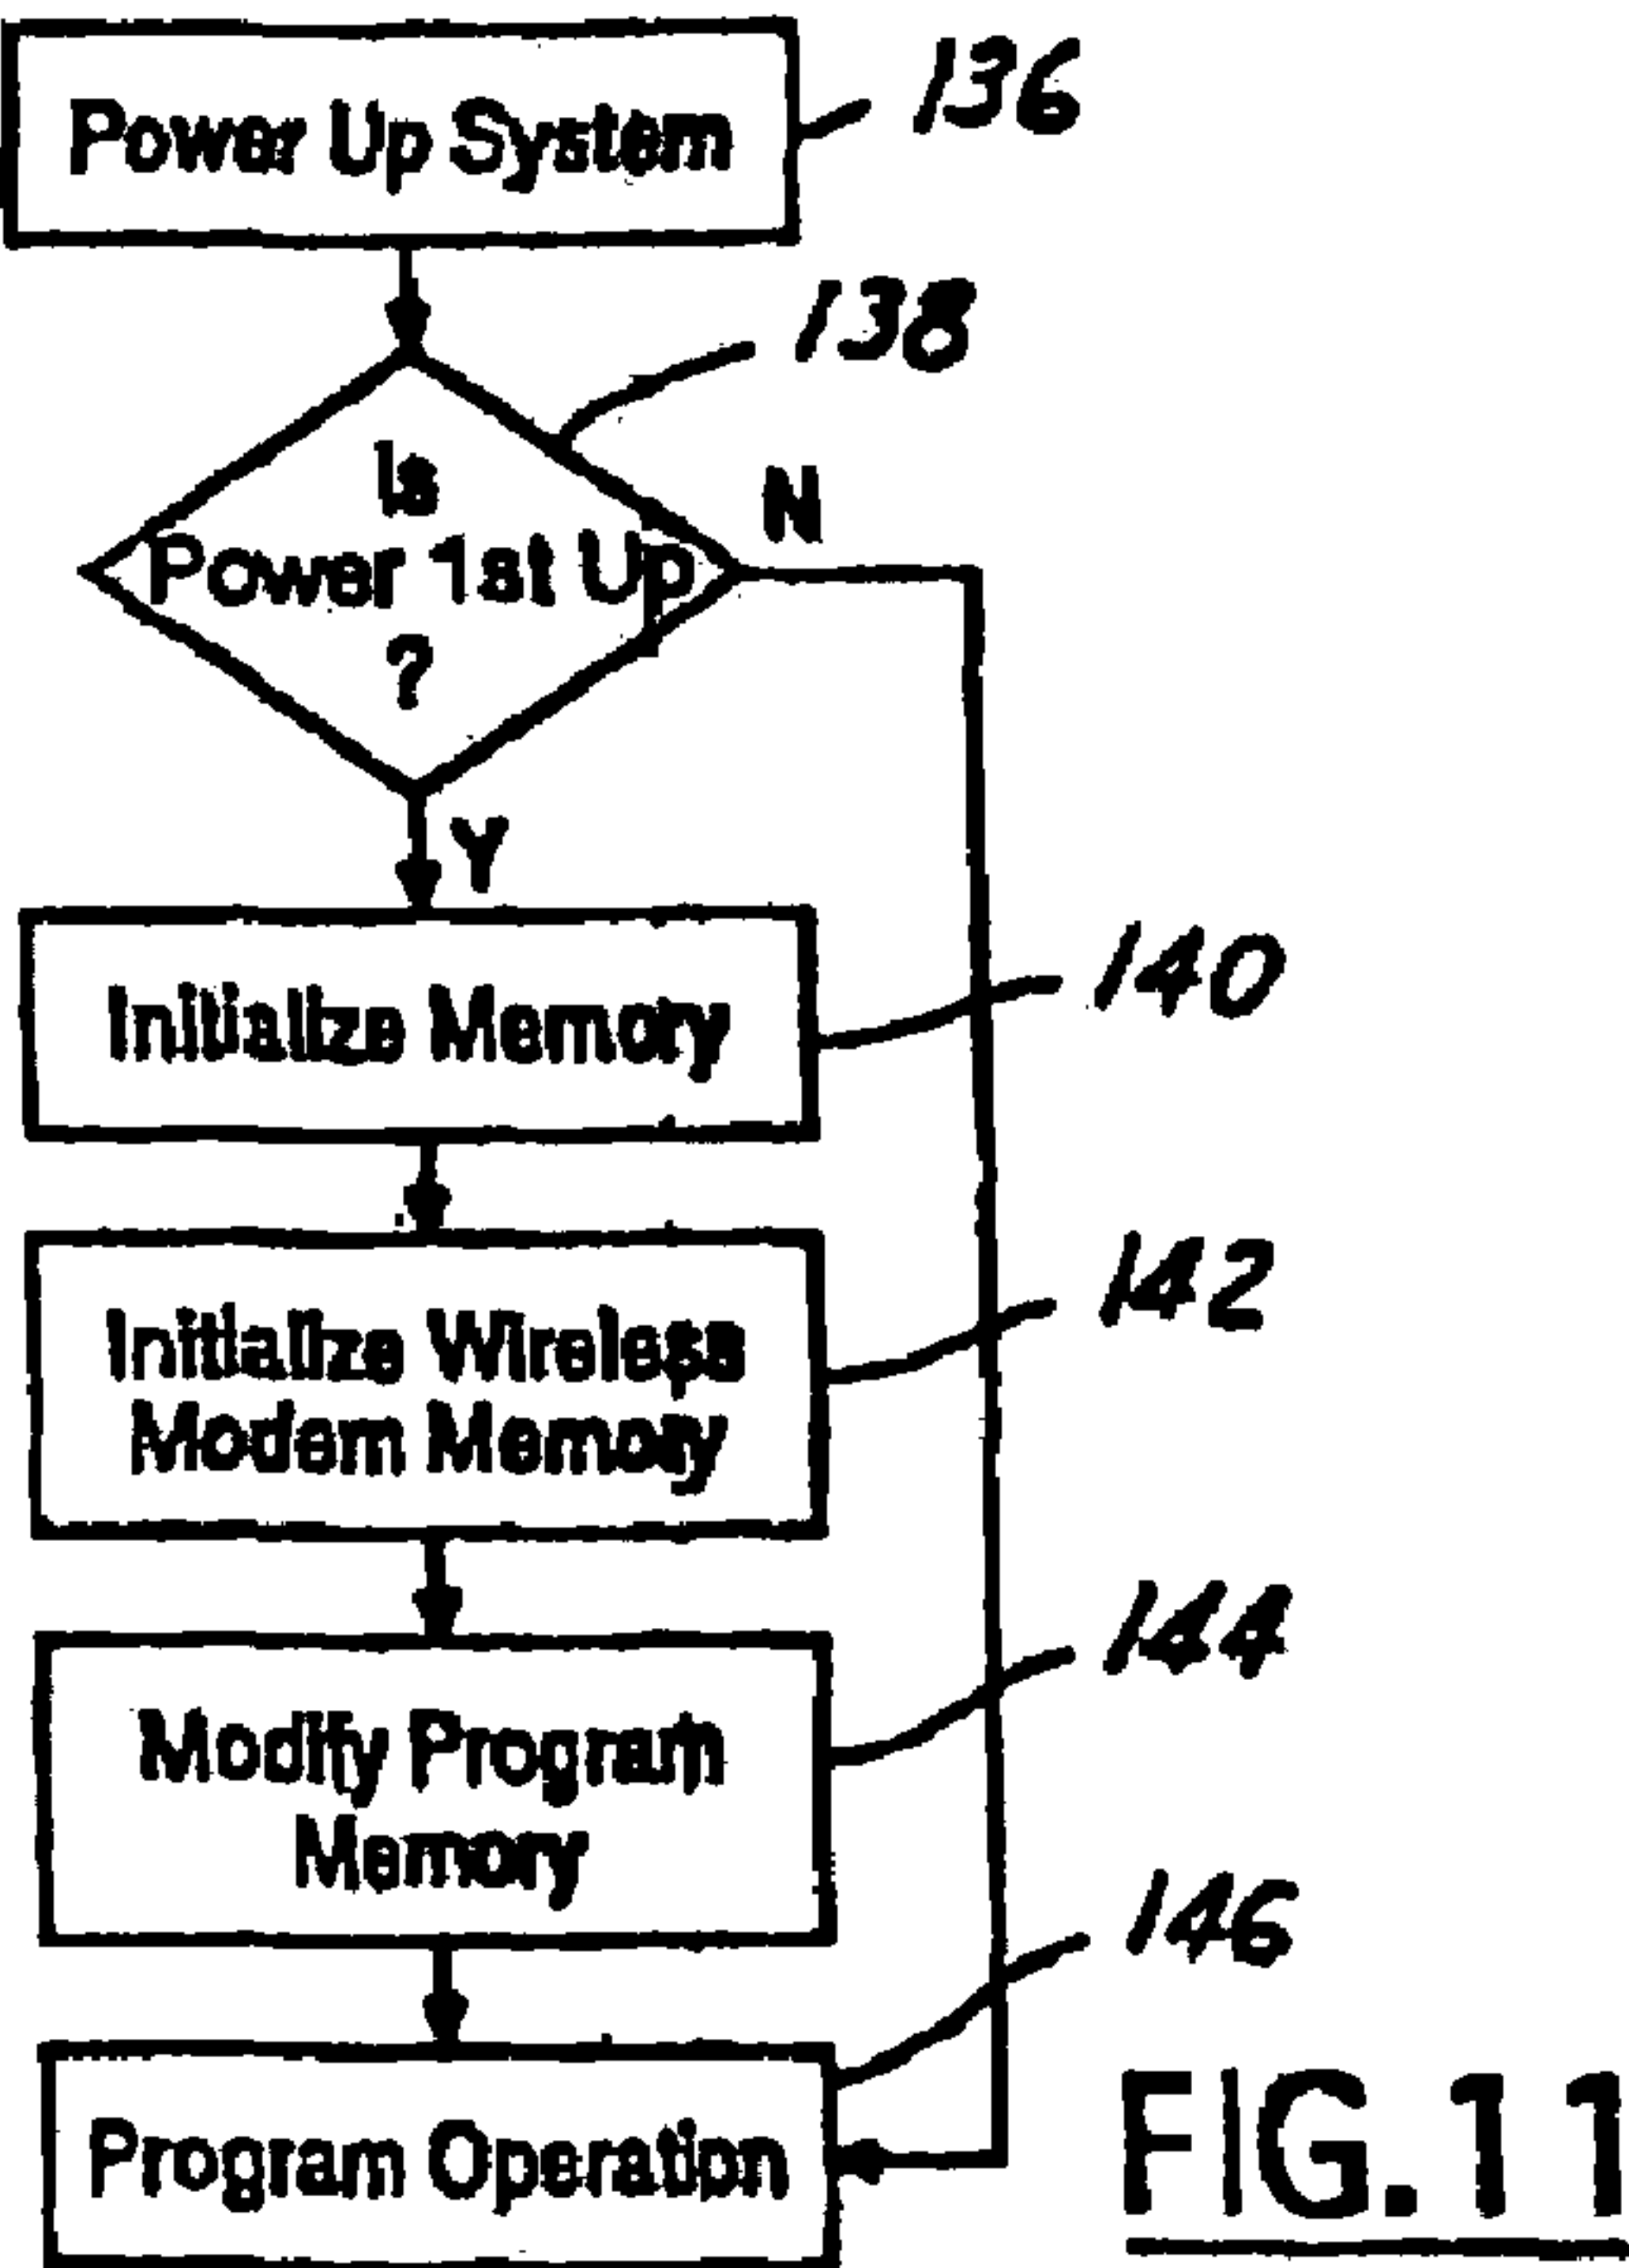 Power Up System
136
138
Is
Power 1st Up
?
N
Y
Initialize Memory
140
Initialize Wireless
Modem Memory
142
Modify Program
Memory
144
146
Program Operation
FIG.11